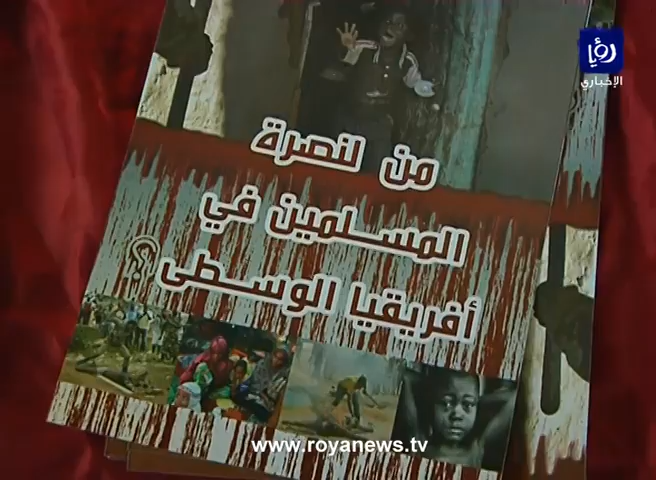 رؤيا
الإخباري
من لنصرة
المسلمين في
أفريقيا الوسطى؟
www.royanews.tv